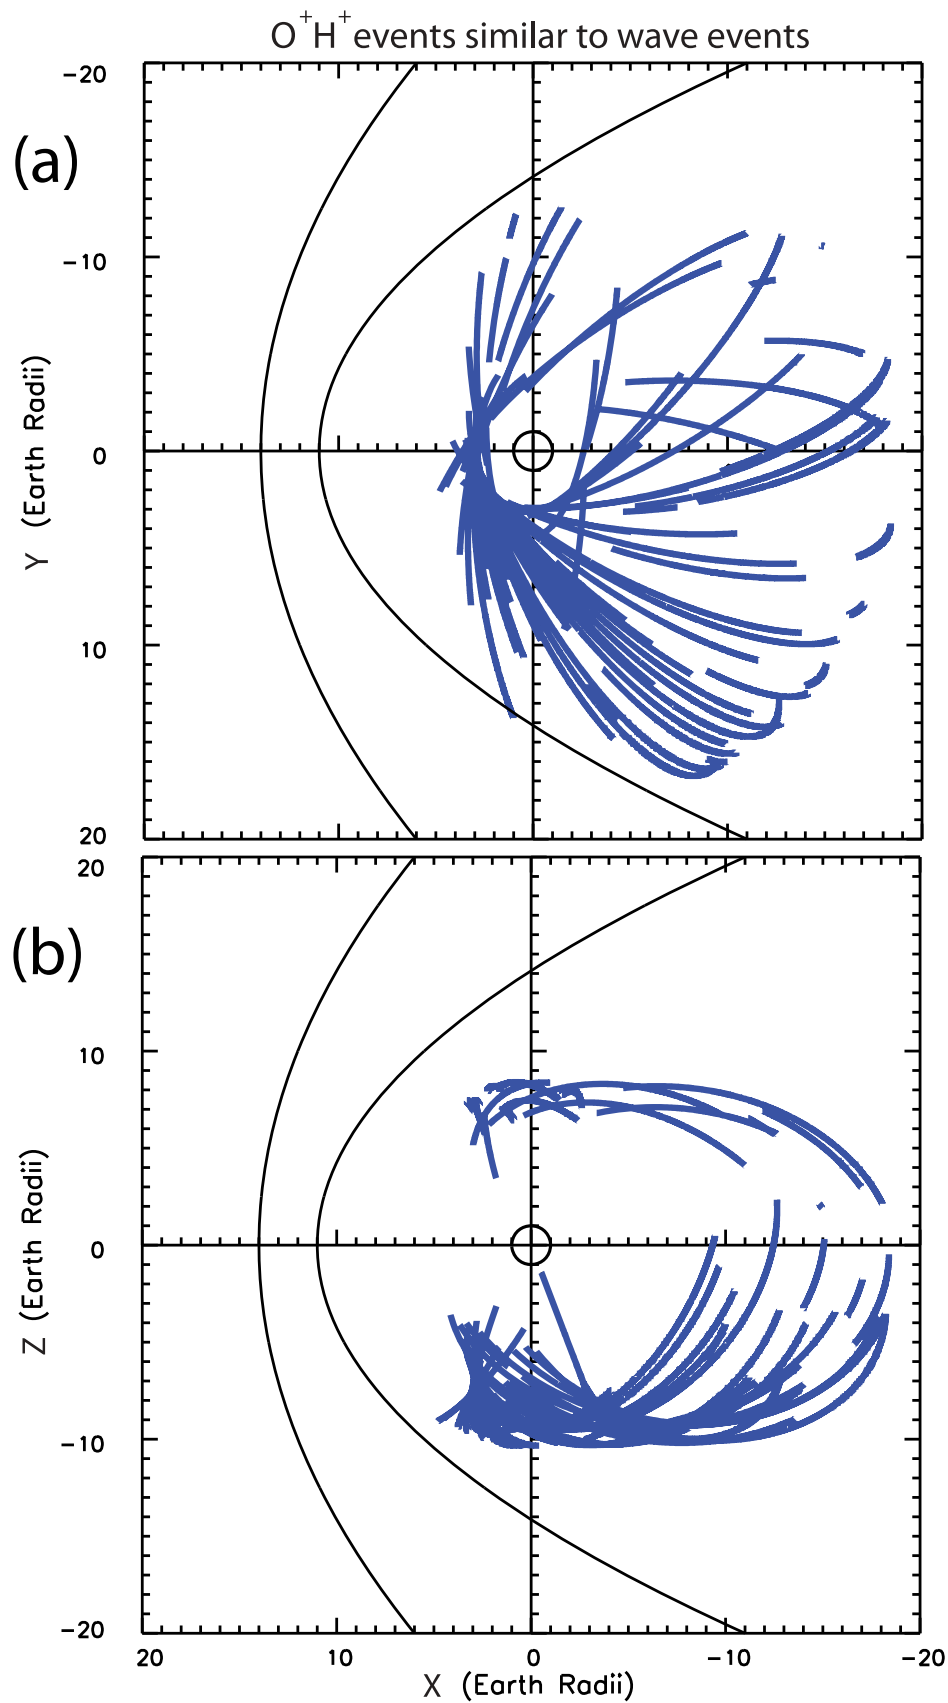 O+H+ events similar to wave events
(a)
-20
-10
0
10
20
Y (Earth Radii)
(b)
20
10
0
-10
-20
Z (Earth Radii)
20 10 0 -10 -20
X (Earth Radii)